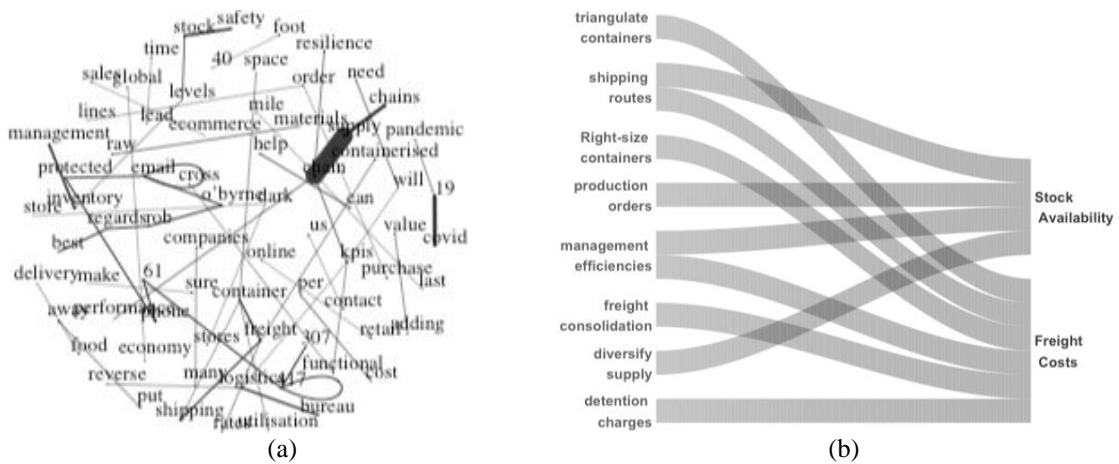 stock safety
foot
time
40
resilience
sales global
space
need
order
levels
chains
lines
lead
mile
ecommerce
materials
supply
pandemic
management
raw
help
containerised
protected
email
chain
cross
will
19
inventory
o'byrne
dark
ean
store
regards rob
us
value
covid
best
companies
online
kpis
delivery make
61
sure
per
purchase
last
container
contact
away
phone
stores
freight
retail
adding
food
economy
307
functional
reverse
many
logistics
447
cost
put
bureau
shipping
rates
utilisation
(a)
triangulate
containers
shipping
routes
Right-size
containers
production
orders
management
efficiencies
freight
consolidation
diversify
supply
detention
charges
Stock
Availability
Freight
Costs
(b)